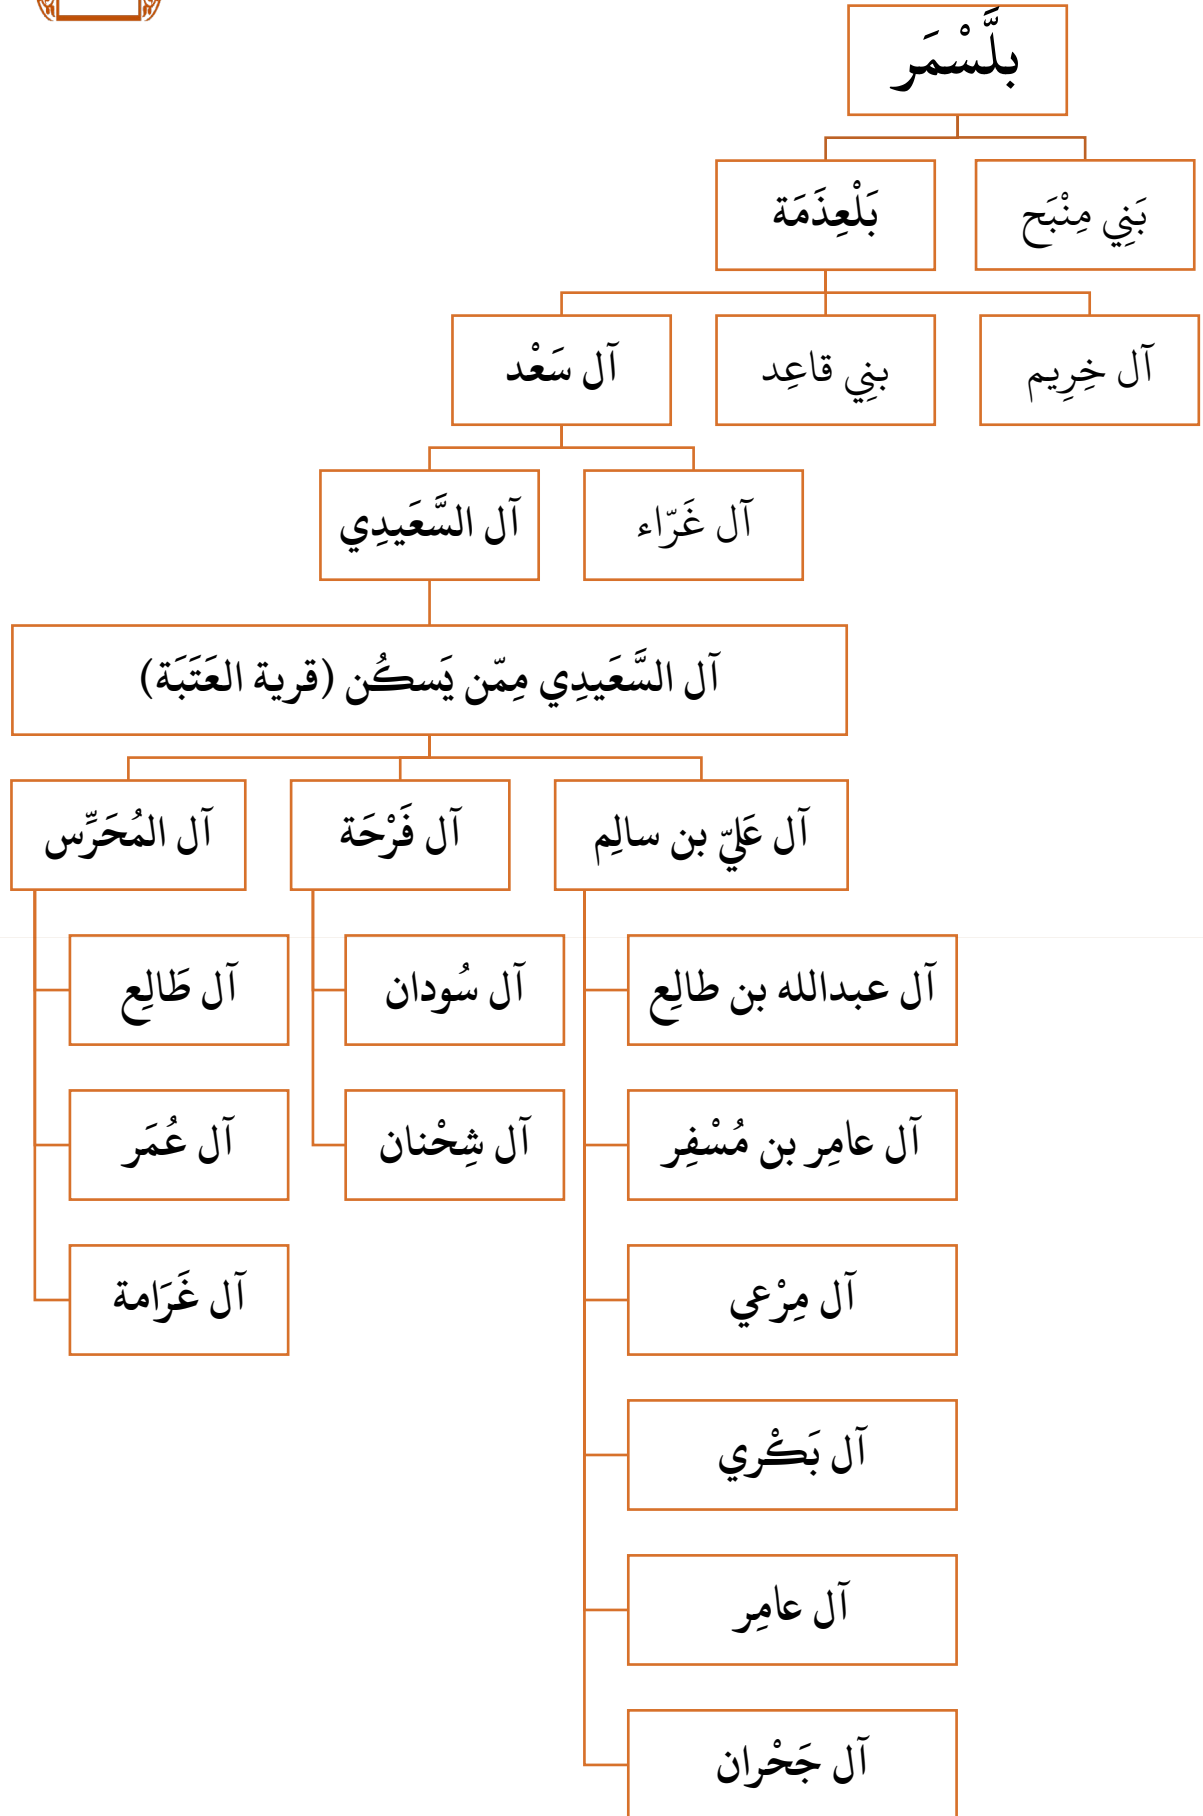 بلَّسْمَر
بَنِي مِنْبَح
بَلْعِذَمَة
آل خِرِيم
بنِي قاعِد
آل سَعْد
آل غَرّاء
آل السَّعَيدِي
آل السَّعَيدِي مِمّن يَسكُن (قرية العَتَبَة)
آل عَليّ بن سالِم
آل فَرْحَة
آل المُحَرِّس
آل عبدالله بن طالِع
آل سُودان
آل طَالِع
آل عامِر بن مُسْفِر
آل شِحْنان
آل عُمَر
آل مِرْعي
آل غَرَامة
آل بَكْري
آل عامِر
آل جَحْران